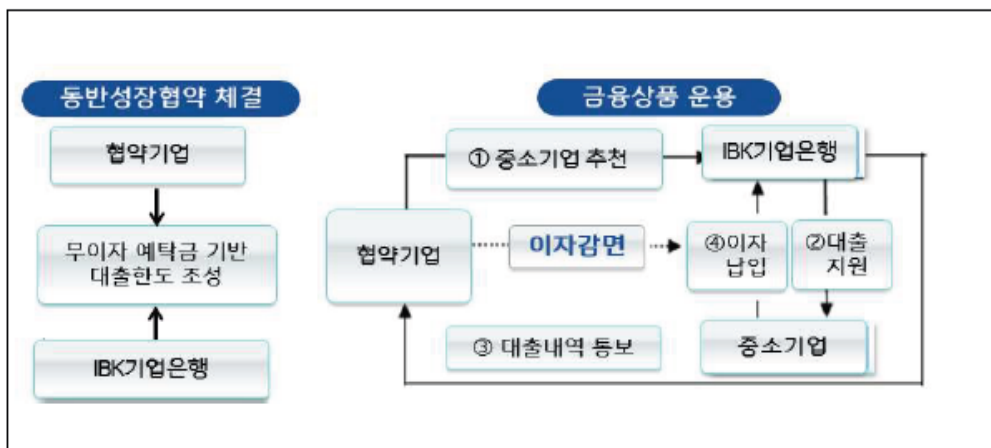 동반성장협약 체결
협약기업
무이자 예탁금 기반
대출한도 조성
IBK기업은행
금융상품 운용
① 중소기업 추천
IBK기업은행
협약기업
이자감면
④이자
납입
②대출
지원
③ 대출내역 통보
중소기업